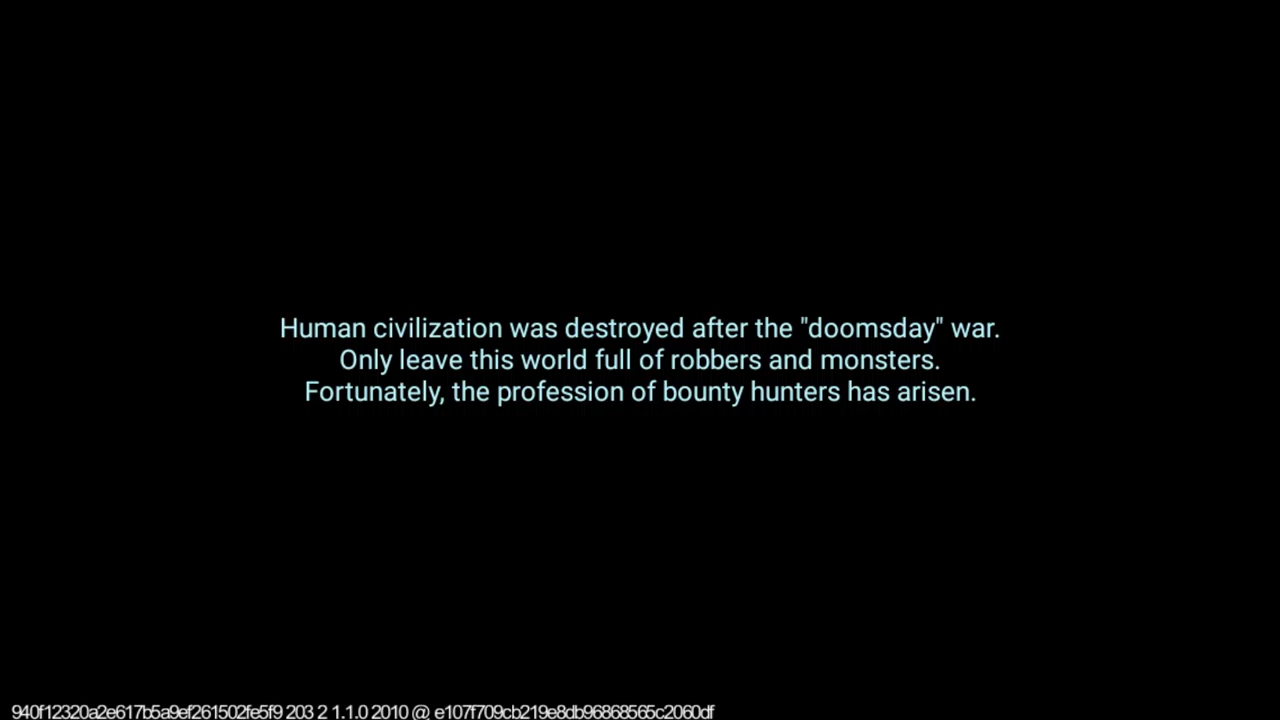 Human civilization was destroyed after the "doomsday" war.
Only leave this world full of robbers and monsters.
Fortunately, the profession of bounty hunters has arisen.
940f12320a2e617b5a9ef261502fe5f9 203 2 1.1.0 2010 @ e107f709cb219e8db96868565c2060df